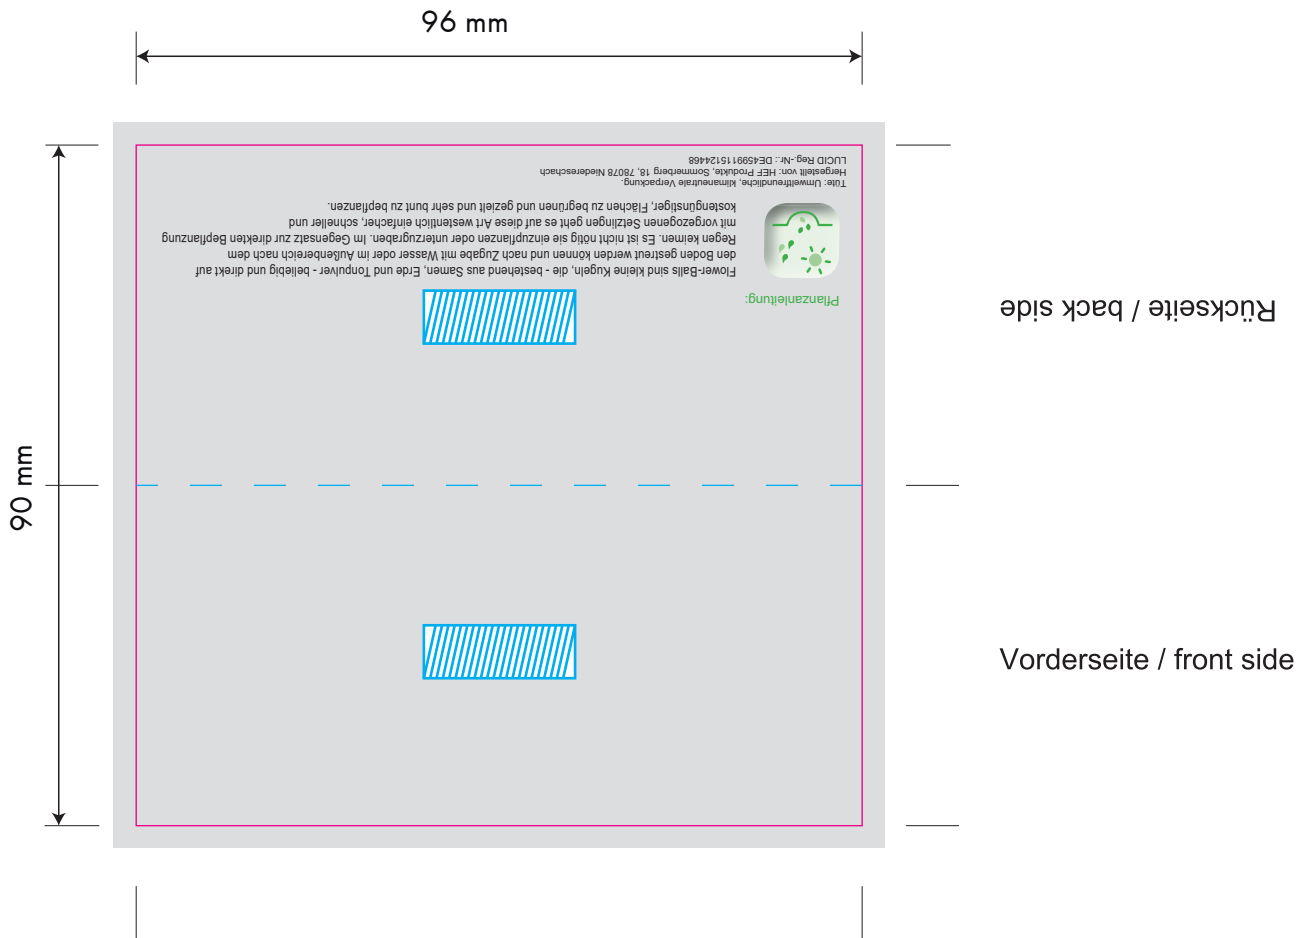 96 mm
90 mm
Rückseite / back side
Pflanzanleitung:
Flower-Balls sind kleine Kugeln, die - bestehend aus Samen, Erde und Tonpulver - beliebig und direkt auf
den Boden gestreut werden können und nach Zugabe mit Wasser oder im Außenbereich nach dem
Regen keimen. Es ist nicht nötig sie einzupflanzen oder unterzugraben. Im Gegensatz zur direkten Bepflanzung
mit vorgezogenen Setzlingen geht es auf diese Art westentlich einfacher, schneller und
kostengünstiger, Flächen zu begrünen und gezielt und sehr bunt zu bepflanzen.
Tüte: Umweltfreundliche, klimaneutrale Verpackung.
Hergestellt von: HEF Produkte, Sommerberg 18, 78078 Niedereschach
LUCID Reg.-Nr.: DE4599115124468
Vorderseite / front side